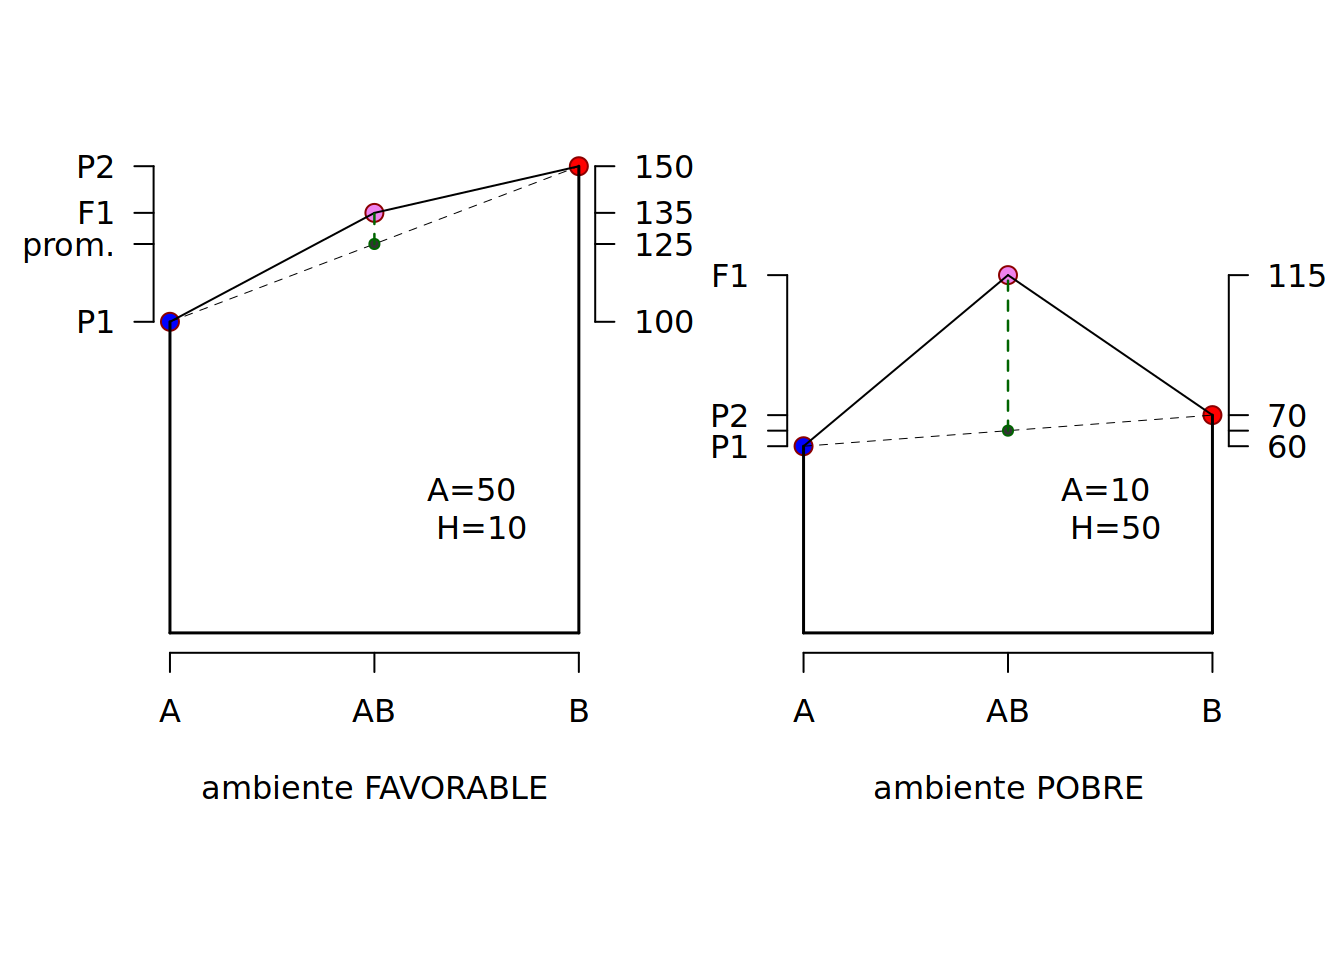 P2
F1
prom.
P1
150
135
125
100
A=50
H=10
A
AB
B
ambiente FAVORABLE
F1
P2
P1
115
70
60
A=10
H=50
A
AB
B
ambiente POBRE